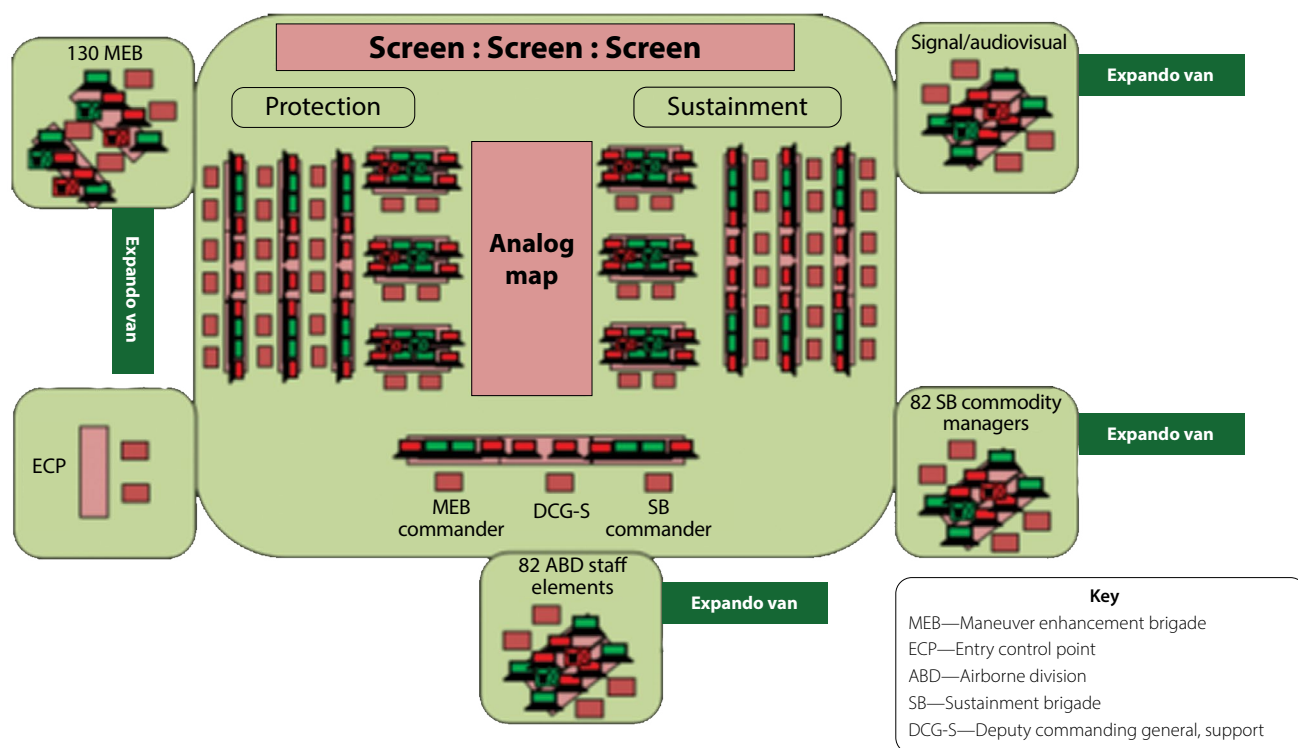 130 MEB
Screen : Screen : Screen
Signal/audiovisual
Expando van
Protection
Sustainment
Analog
map
Expando van
ECP
82 SB commodity
managers
Expando van
MEB
commander
DCG-S
SB
commander
82 ABD staff
elements
Expando van
Key
MEB—Maneuver enhancement brigade
ECP—Entry control point
ABD—Airborne division
SB—Sustainment brigade
DCG-S—Deputy commanding general, support